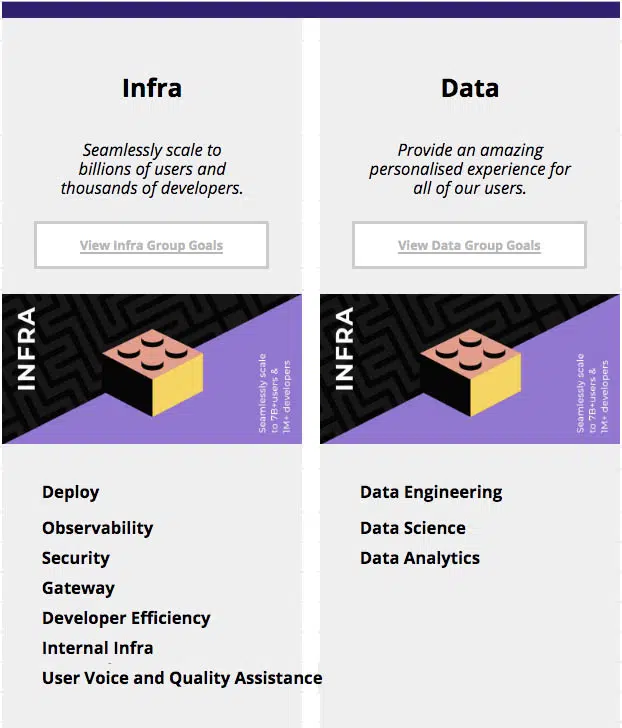 Infra
Seamlessly scale to
billions of users and
thousands of developers.
View Infra Group Goals
INFRA
Seamlessly scale
to 7B+users &
1M+ developers
Deploy
Observability
Security
Gateway
Developer Efficiency
Internal Infra
User Voice and Quality Assistance
Data
Provide an amazing
personalised experience for
all of our users.
View Data Group Goals
INFRA
Seamlessly scale
to 7B+users &
1M+ developers
Data Engineering
Data Science
Data Analytics